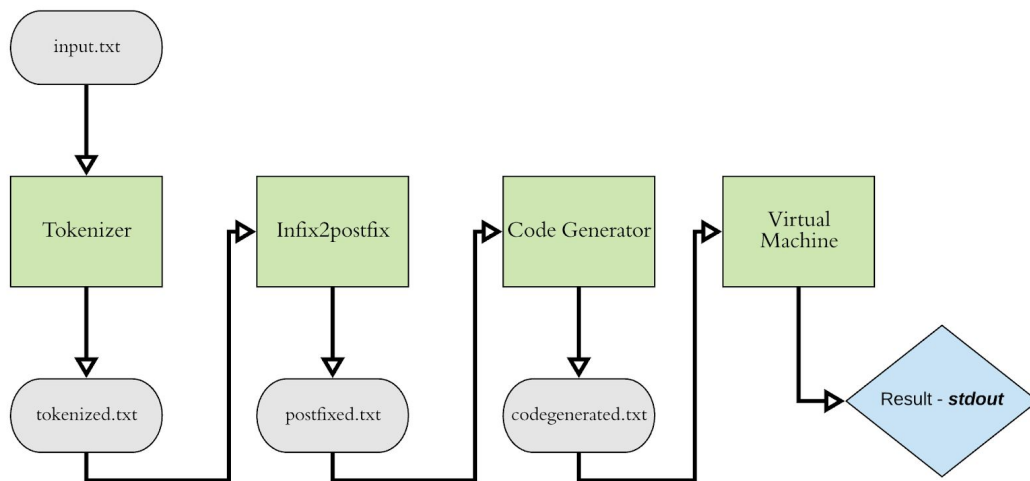 input.txt
Tokenizer
Infix2postfix
Code Generator
Virtual
Machine
tokenized.txt
postfixed.txt
codegenerated.txt
Result - stdout